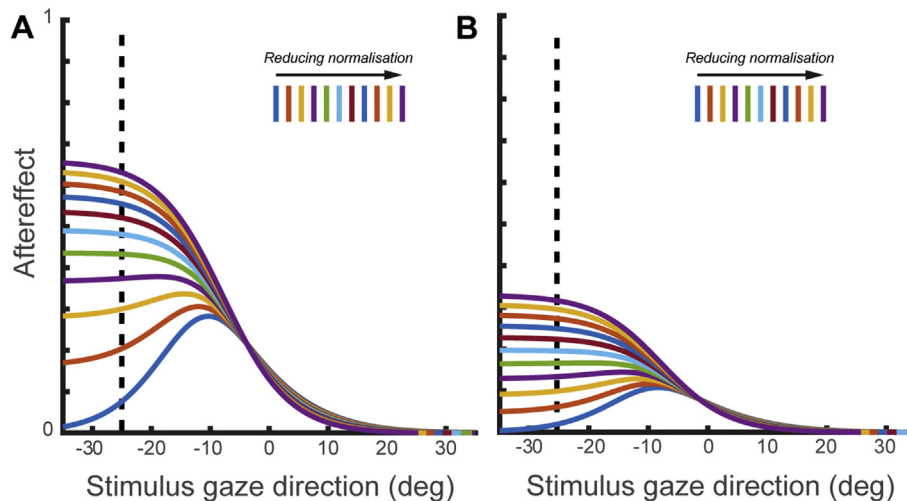 A
1
Reducing normalisation
Aftereffect
0
-30 -20 -10 0 10 20 30
Stimulus gaze direction (deg)
B
Reducing normalisation
-30 -20 -10 0 10 20 30
Stimulus gaze direction (deg)